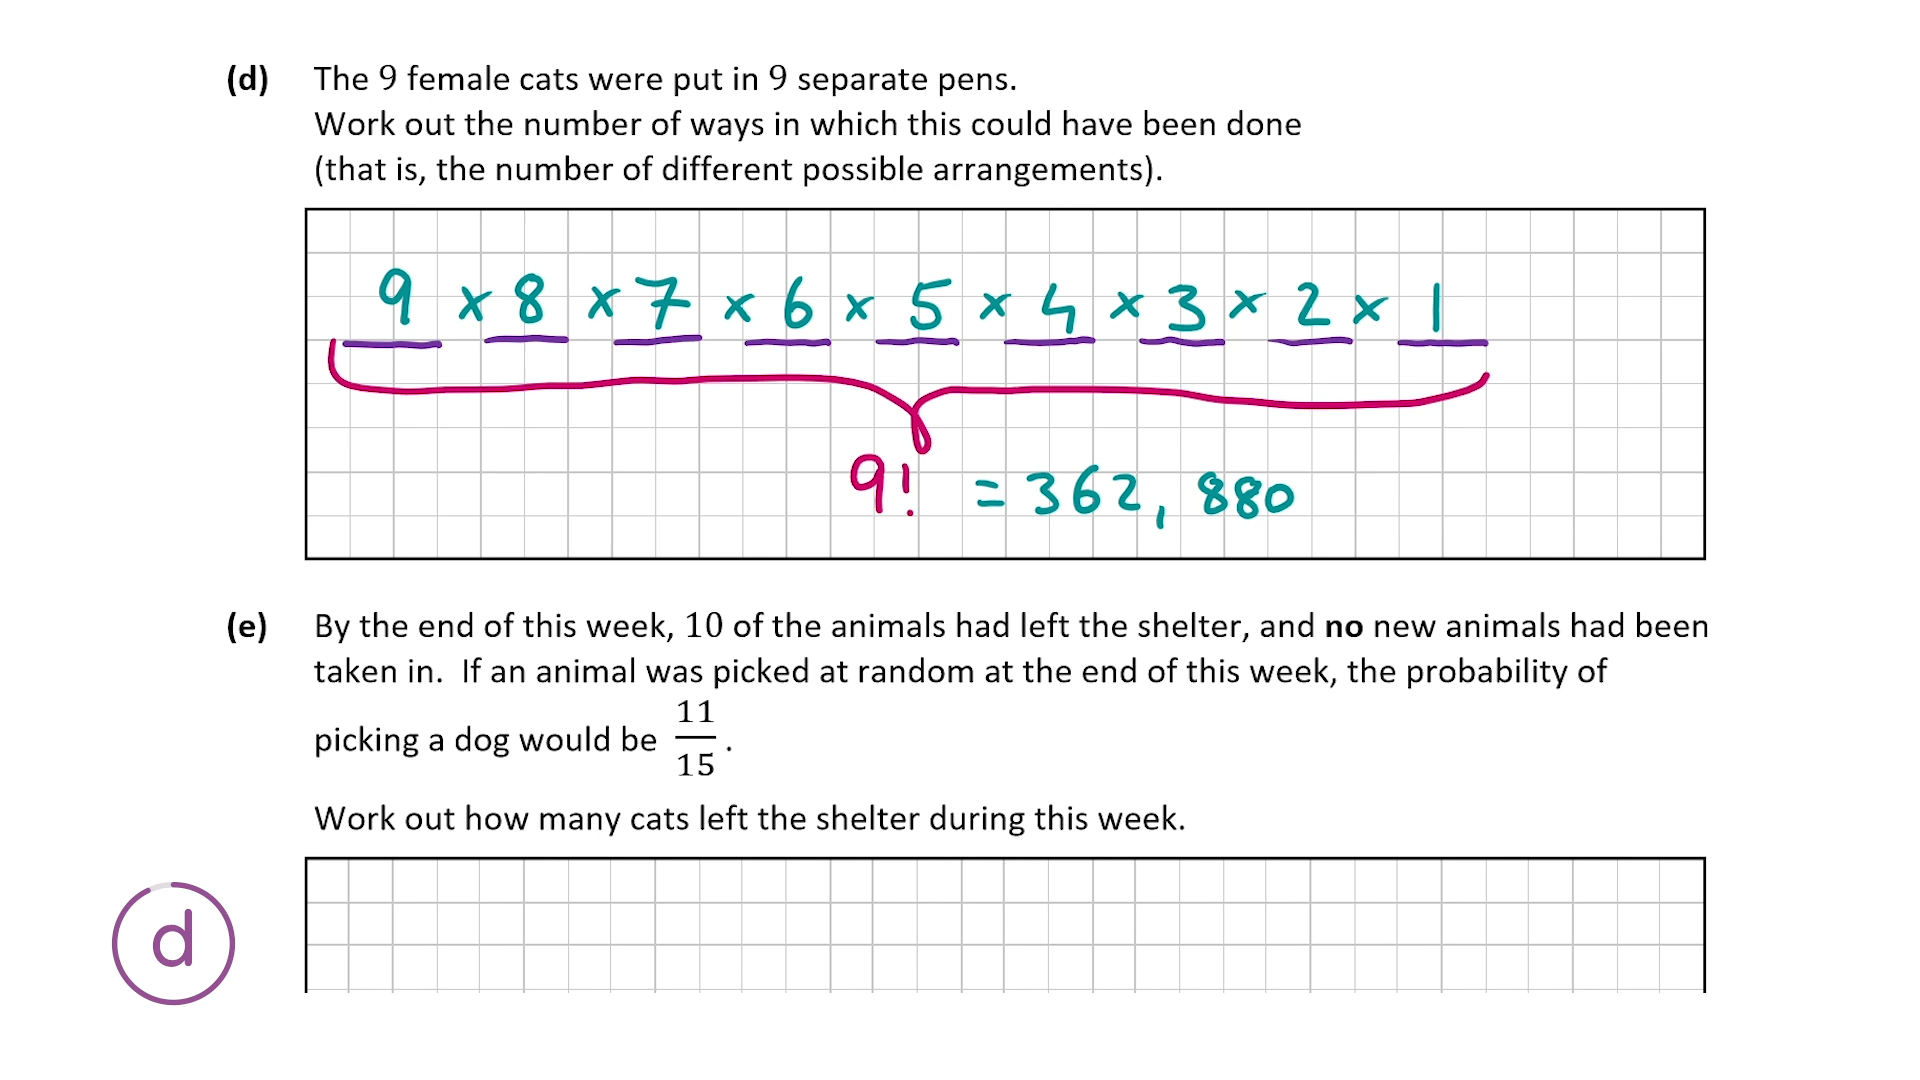 (d) The 9 female cats were put in 9 separate pens.
Work out the number of ways in which this could have been done
(that is, the number of different possible arrangements).
9 × 8 × 7 × 6 × 5 × 4 × 3 × 2 × 1
9! = 362, 880
(e) By the end of this week, 10 of the animals had left the shelter, and no new animals had been
taken in. If an animal was picked at random at the end of this week, the probability of
picking a dog would be 11/15.
Work out how many cats left the shelter during this week.
d